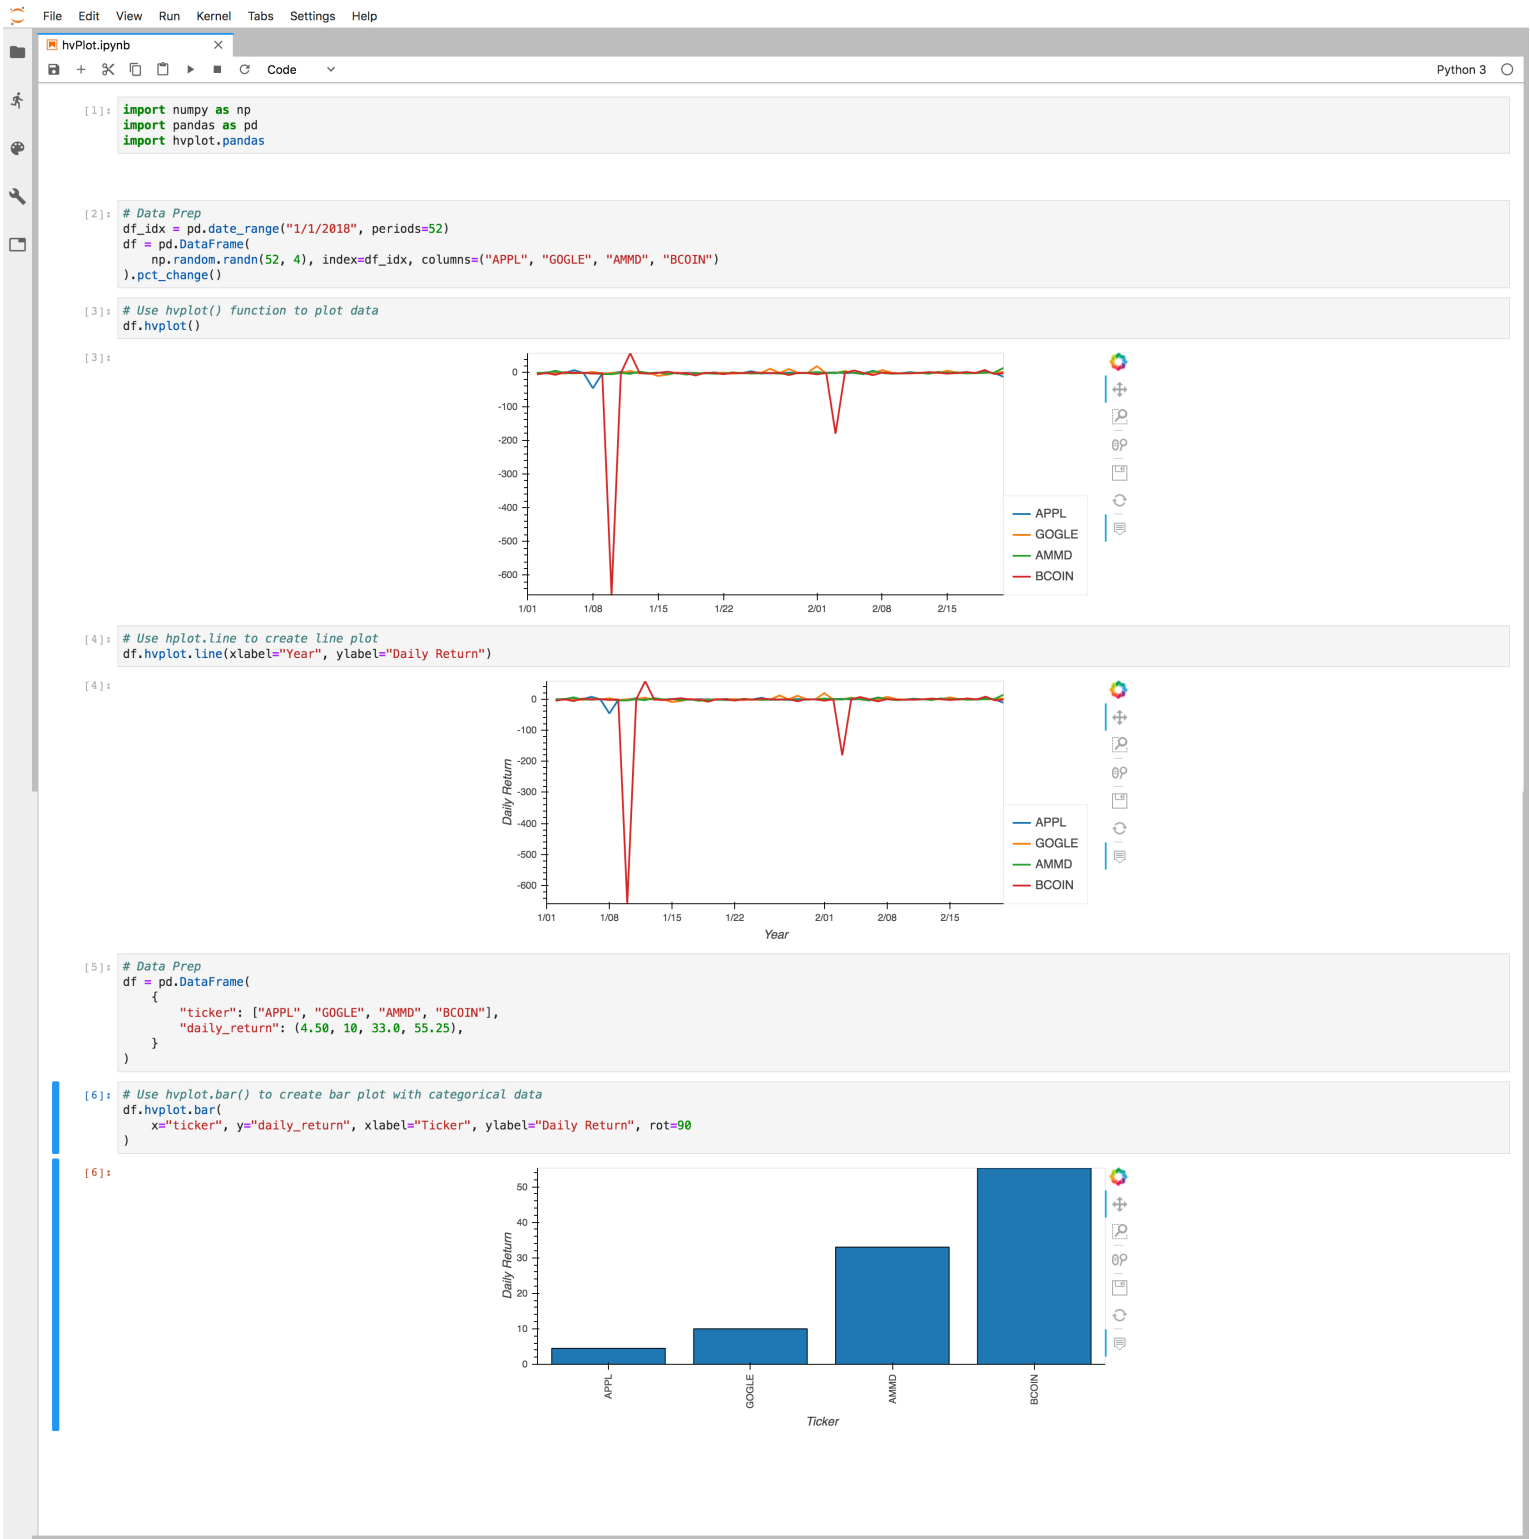 File Edit View Run Kernel Tabs Settings Help
hvPlot.ipynb
Code Python 3
[1]: import numpy as np
import pandas as pd
import hvplot.pandas
[2]: # Data Prep
df_idx = pd.date_range("1/1/2018", periods=52)
df = pd.DataFrame(
    np.random.randn(52, 4), index=df_idx, columns=("APPL", "GOGLE", "AMMD", "BCOIN")
).pct_change()
[3]: # Use hvplot() function to plot data
df.hvplot()
[3]:
0
-100
-200
-300
-400
-500
-600
1/01 1/08 1/15 1/22 2/01 2/08 2/15
APPL
GOGLE
AMMD
BCOIN
[4]: # Use hplot.line to create line plot
df.hvplot.line(xlabel="Year", ylabel="Daily Return")
[4]:
Daily Return
0
-100
-200
-300
-400
-500
-600
1/01 1/08 1/15 1/22 2/01 2/08 2/15
Year
APPL
GOGLE
AMMD
BCOIN
[5]: # Data Prep
df = pd.DataFrame(
    {
        "ticker": ["APPL", "GOGLE", "AMMD", "BCOIN"],
        "daily_return": (4.50, 10, 33.0, 55.25),
    }
)
[6]: # Use hvplot.bar() to create bar plot with categorical data
df.hvplot.bar(
    x="ticker", y="daily_return", xlabel="Ticker", ylabel="Daily Return", rot=90
)
[6]:
Daily Return
50
40
30
20
10
0
APPL GOGLE AMMD BCOIN
Ticker